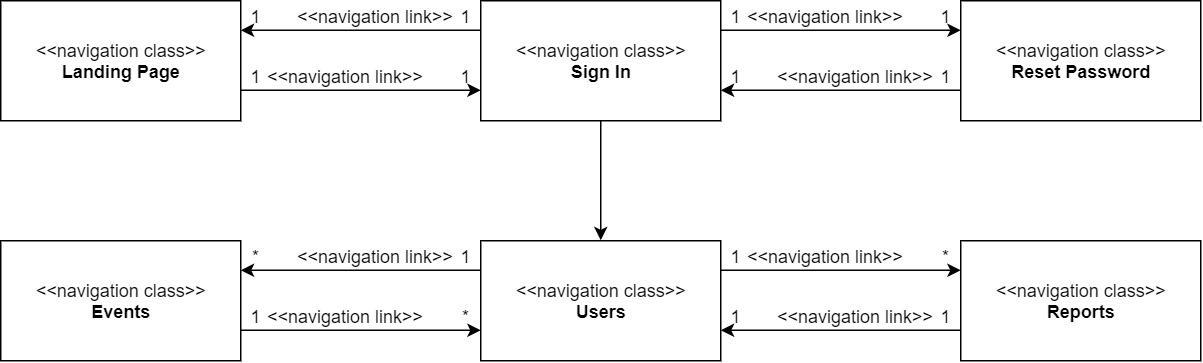 1 <<navigation link>> 1
1 <<navigation link>> 1
<<navigation class>>
Landing Page
<<navigation class>>
Sign In
<<navigation class>>
Reset Password
1 <<navigation link>> 1
1 <<navigation link>> 1
* <<navigation link>> 1
1 <<navigation link>> *
<<navigation class>>
Events
<<navigation class>>
Users
<<navigation class>>
Reports
1 <<navigation link>> *
1 <<navigation link>> 1